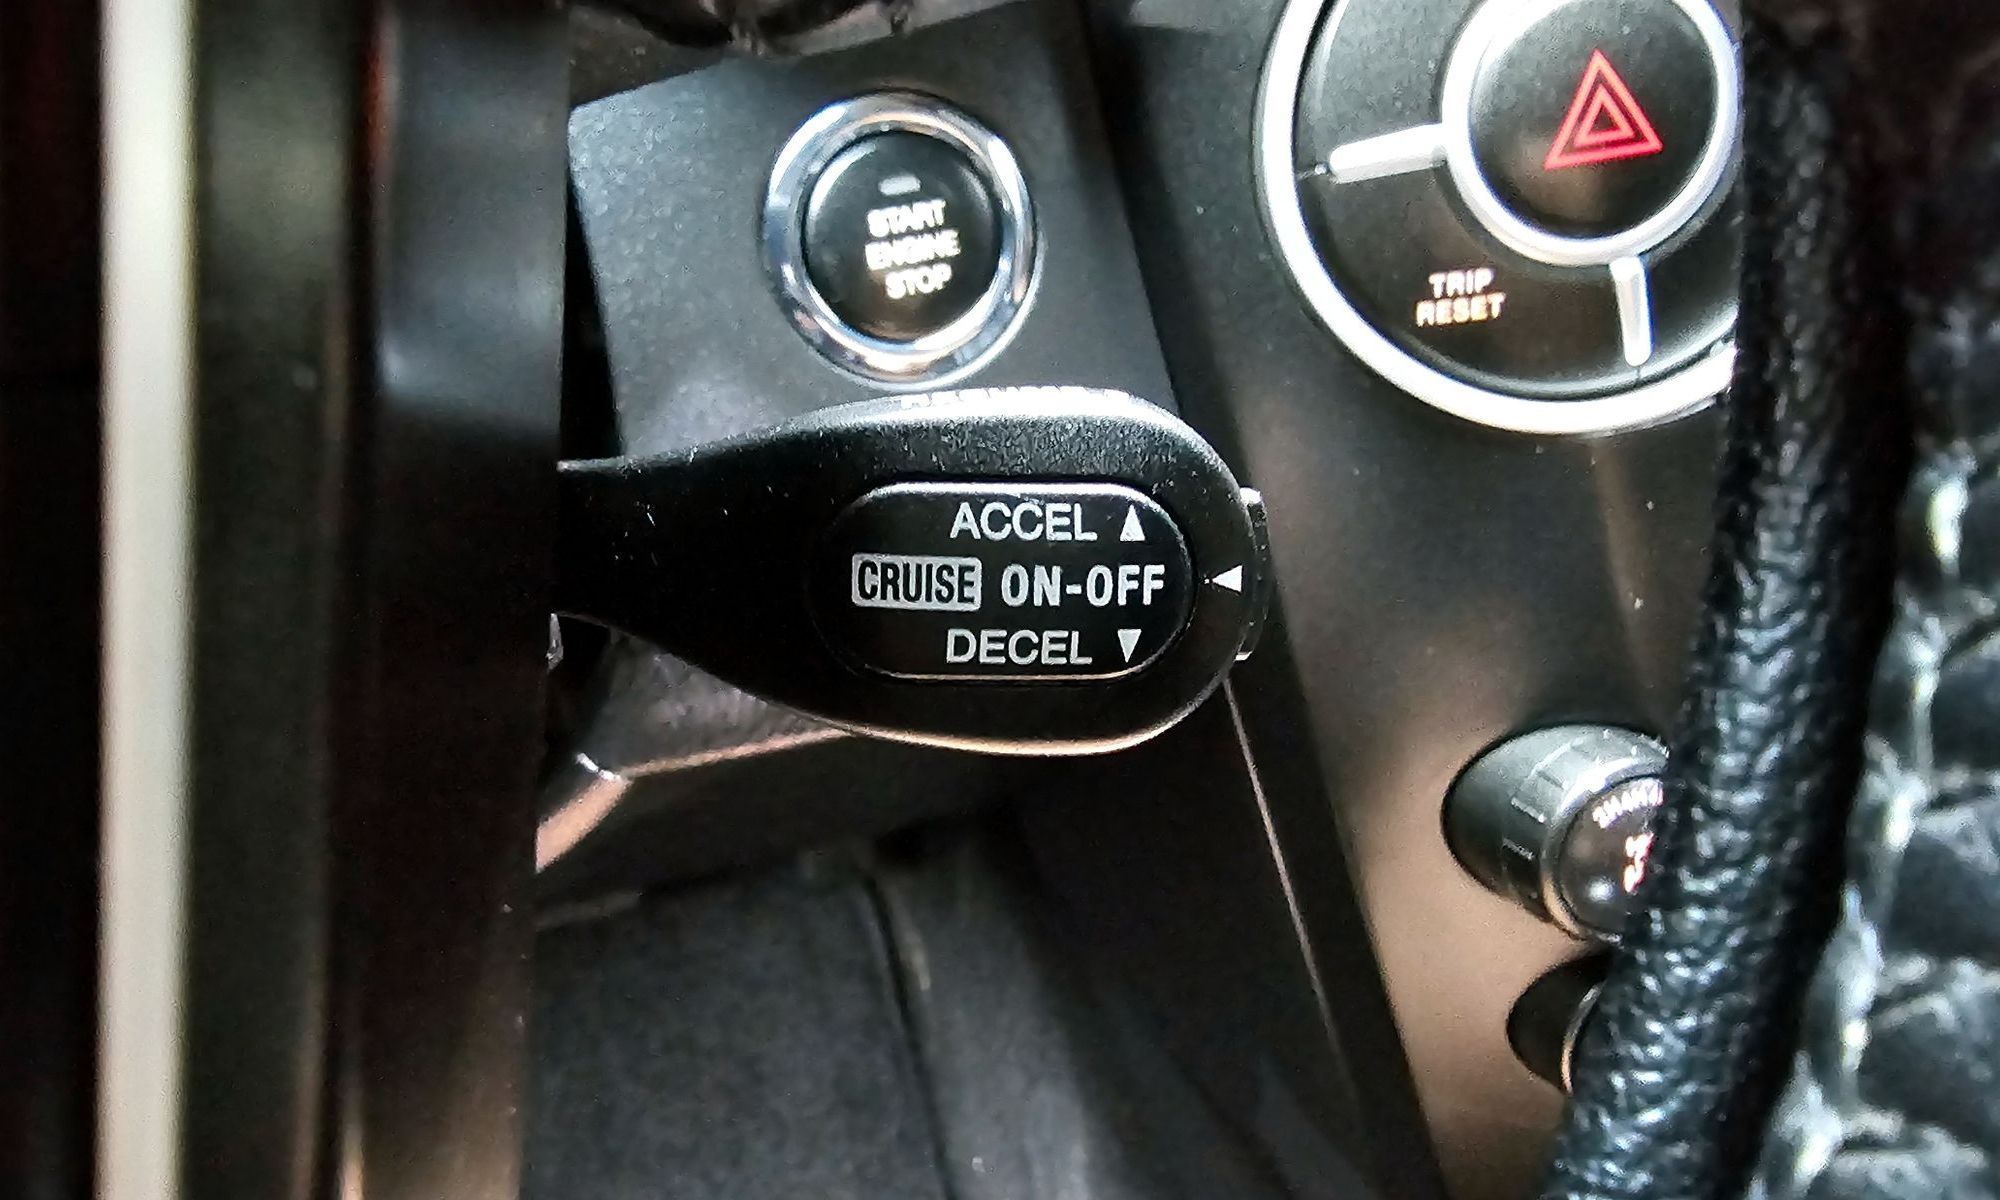 START
ENGINE
STOP
TRIP
RESET
ACCEL ▲
CRUISE ON-OFF
DECEL ▼